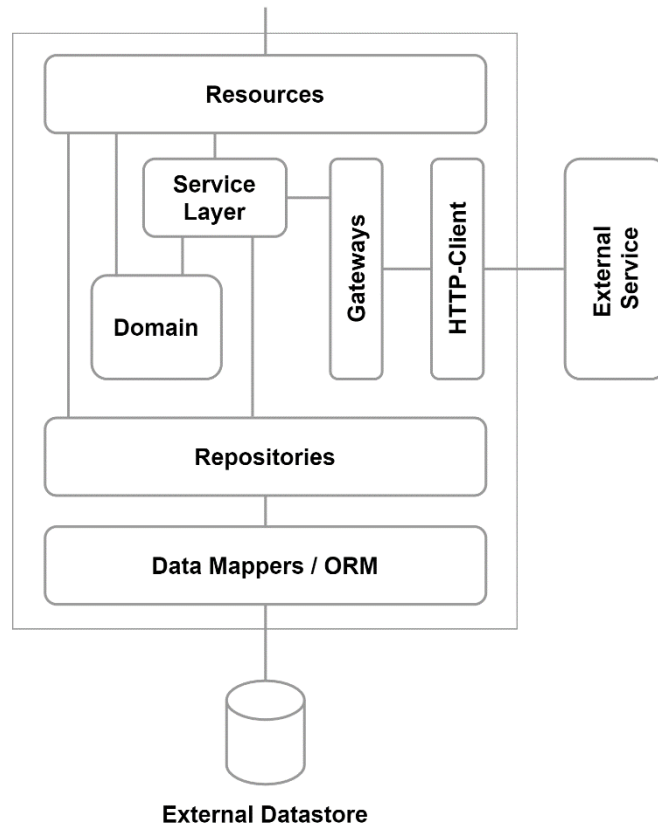 Resources
Service
Layer
Gateways
HTTP-Client
External
Service
Domain
Repositories
Data Mappers / ORM
External Datastore